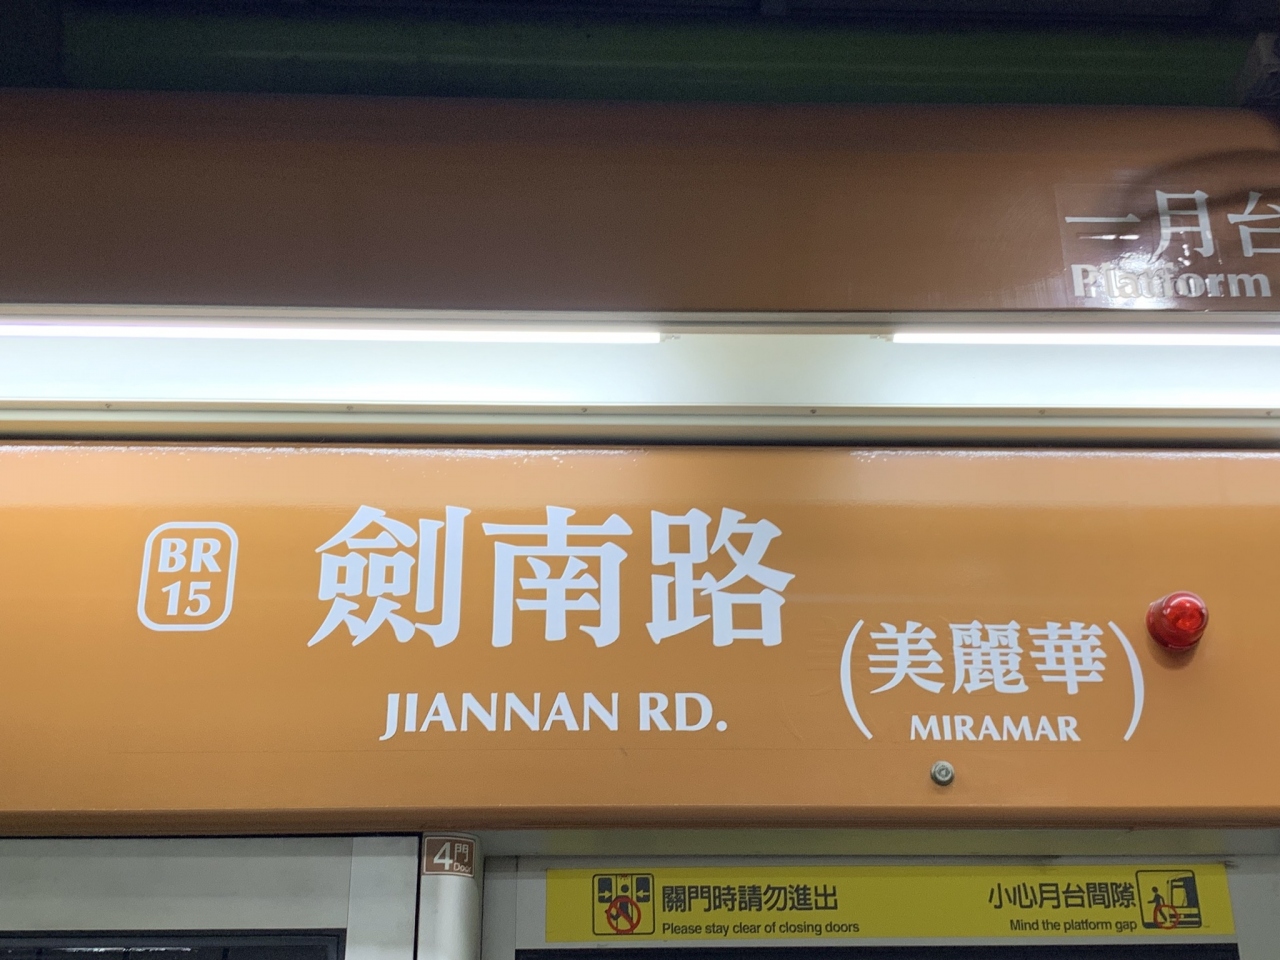 一月台
Platform
BR
15
劍南路
JIANNAN RD.
(美麗華)
MIRAMAR
4門
Door
關門時請勿進出
Please stay clear of closing doors
小心月台間隙
Mind the platform gap